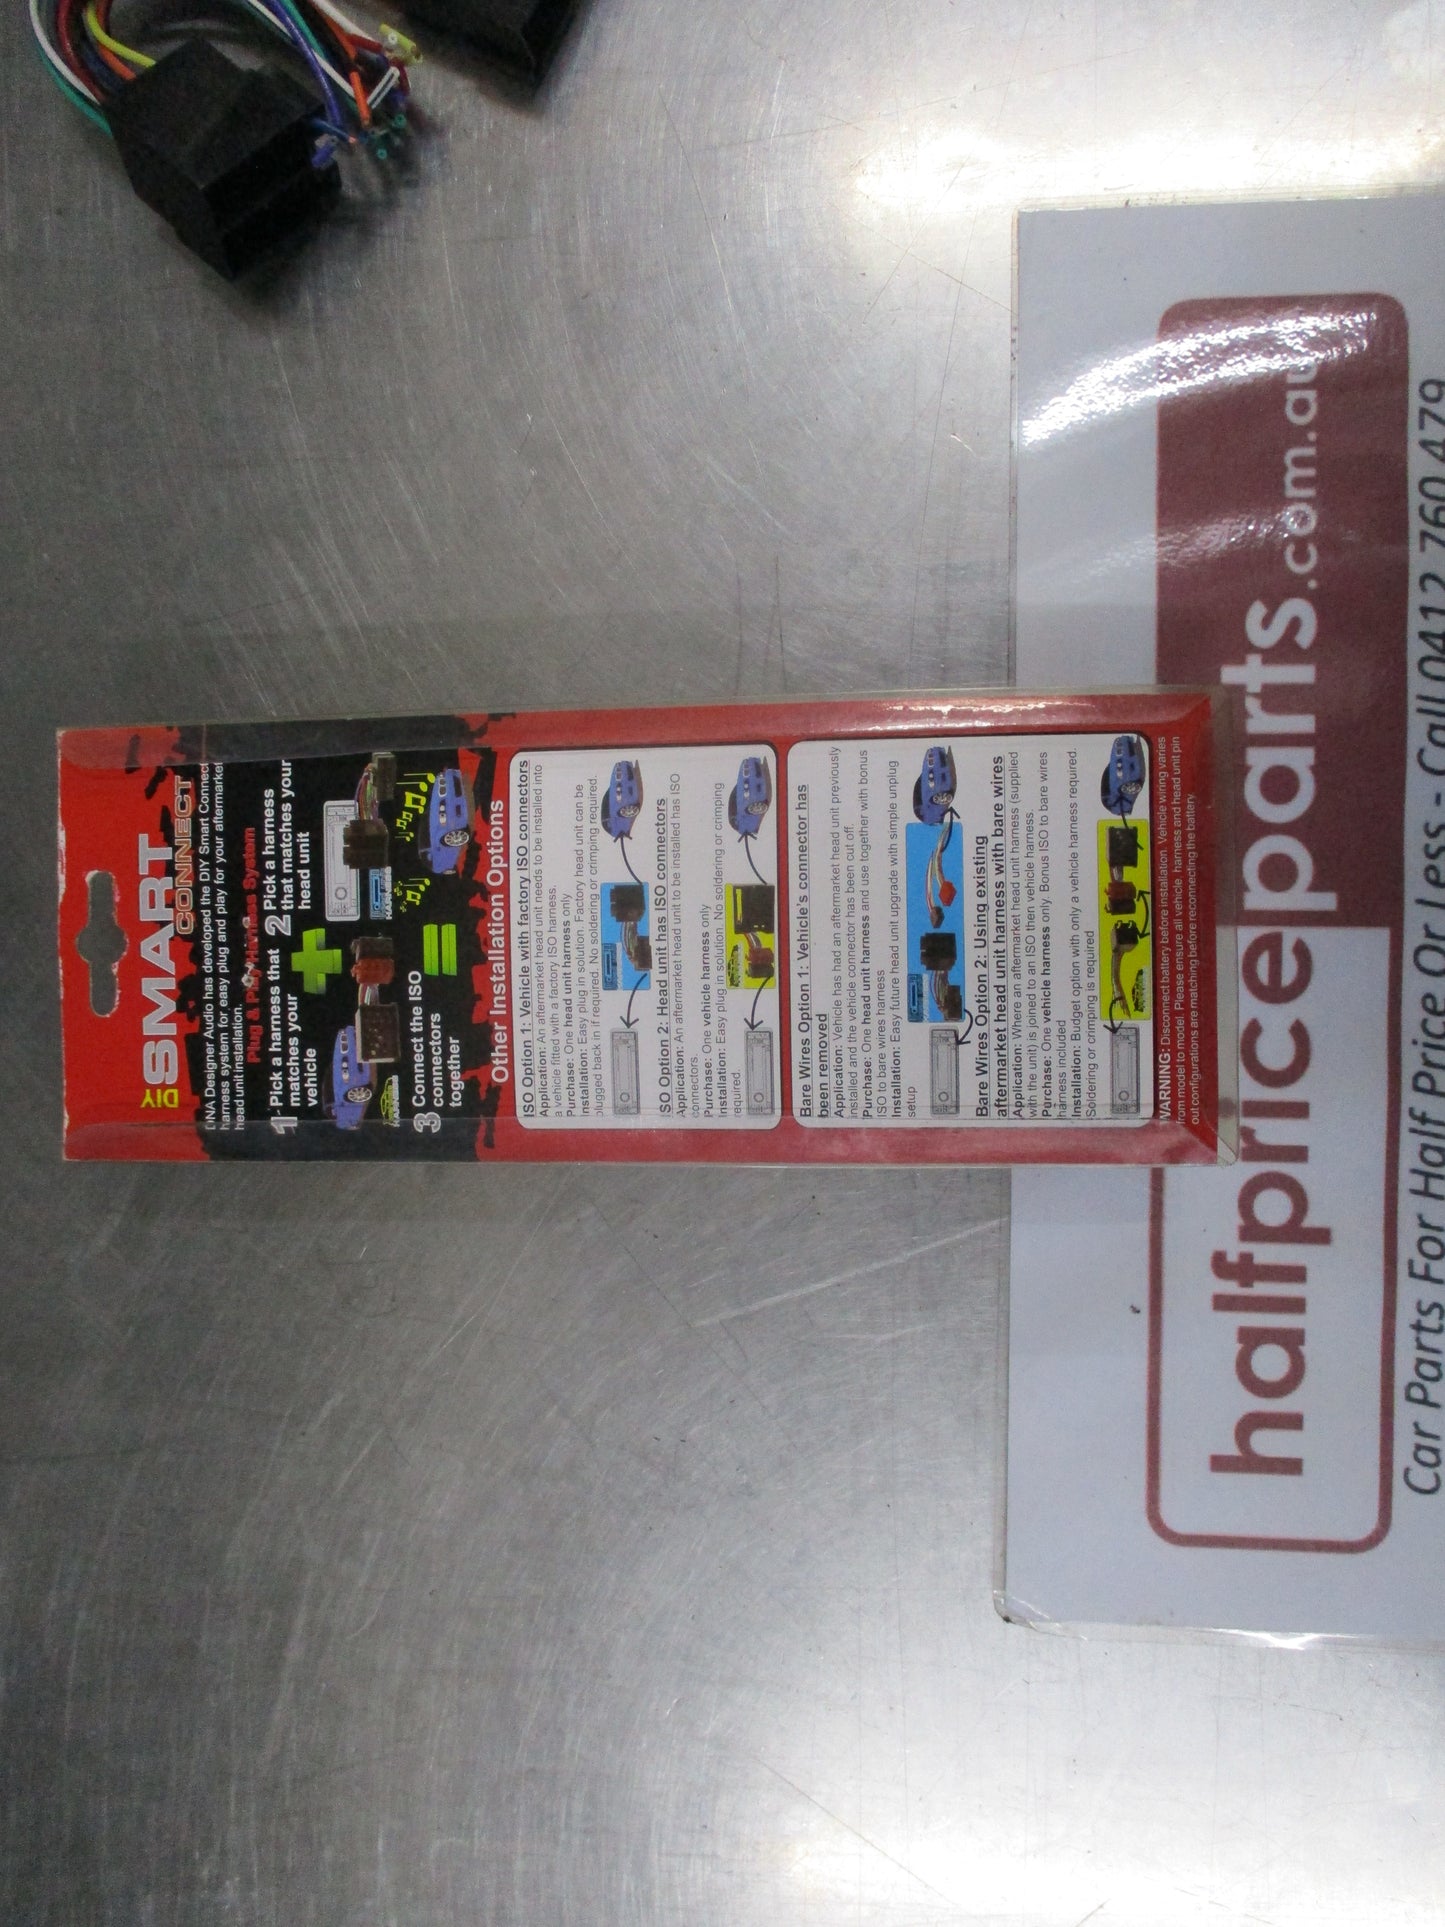 DIY SMART
CONNECT
DNA Designer Audio has developed the DIY Smart Connect
harness system for easy plug and play for your aftermarket
head unit installation.
Plug & Play Harness System
1 Pick a harness that
matches your
vehicle
2 Pick a harness
that matches your
head unit
3 Connect the ISO
connectors
together
Other Installation Options
ISO Option 1: Vehicle with factory ISO connectors
Application: An aftermarket head unit needs to be installed into
a vehicle fitted with a factory ISO harness.
Purchase: One head unit harness only
Installation: Easy plug in solution. Factory head unit can be
plugged back in if required. No soldering or crimping required.
ISO Option 2: Head unit has ISO connectors
Application: An aftermarket head unit to be installed has ISO
connectors.
Purchase: One vehicle harness only
Installation: Easy plug in solution. No soldering or crimping
required.
Bare Wires Option 1: Vehicle's connector has
been removed
Application: Vehicle has had an aftermarket head unit previously
installed and the vehicle connector has been cut off.
Purchase: One head unit harness and use together with bonus
ISO to bare wires harness
Installation: Easy future head unit upgrade with simple unplug
setup
Bare Wires Option 2: Using existing
aftermarket head unit harness with bare wires
Application: Where an aftermarket head unit harness (supplied
with the unit) is joined to an ISO then vehicle harness.
Purchase: One vehicle harness only. Bonus ISO to bare wires
harness included
Installation: Budget option with only a vehicle harness required.
Soldering or crimping is required
WARNING: Disconnect battery before installation. Vehicle wiring varies
from model to model. Please ensure all vehicle, harness and head unit pin
out configurations are matching before reconnecting the battery.
halfpriceparts.com.au
Car Parts For Half Price Or Less - Call 0412 760 479